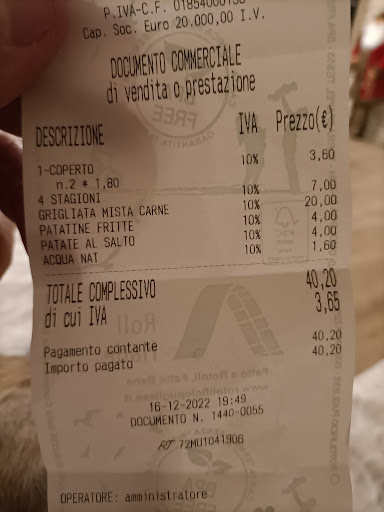 P.IVA-C.F.
Cap. Soc. Euro 20.000,00 I.V.
DOCUMENTO COMMERCIALE
di vendita o prestazione
DESCRIZIONE IVA Prezzo(€)
1-COPERTO 10% 3,60
n.2 * 1,80
4 STAGIONI 10% 7,00
GRIGLIATA MISTA CARNE 10% 20,00
PATATINE FRITTE 10% 4,00
PATATE AL SALTO 10% 4,00
ACQUA NAT 10% 1,60
TOTALE COMPLESSIVO 40,20
di cui IVA 3,65
Pagamento contante 40,20
Importo pagato 40,20
16-12-2022 19:49
DOCUMENTO N. 1440-0055
RT 72MU1041906
OPERATORE: amministratore